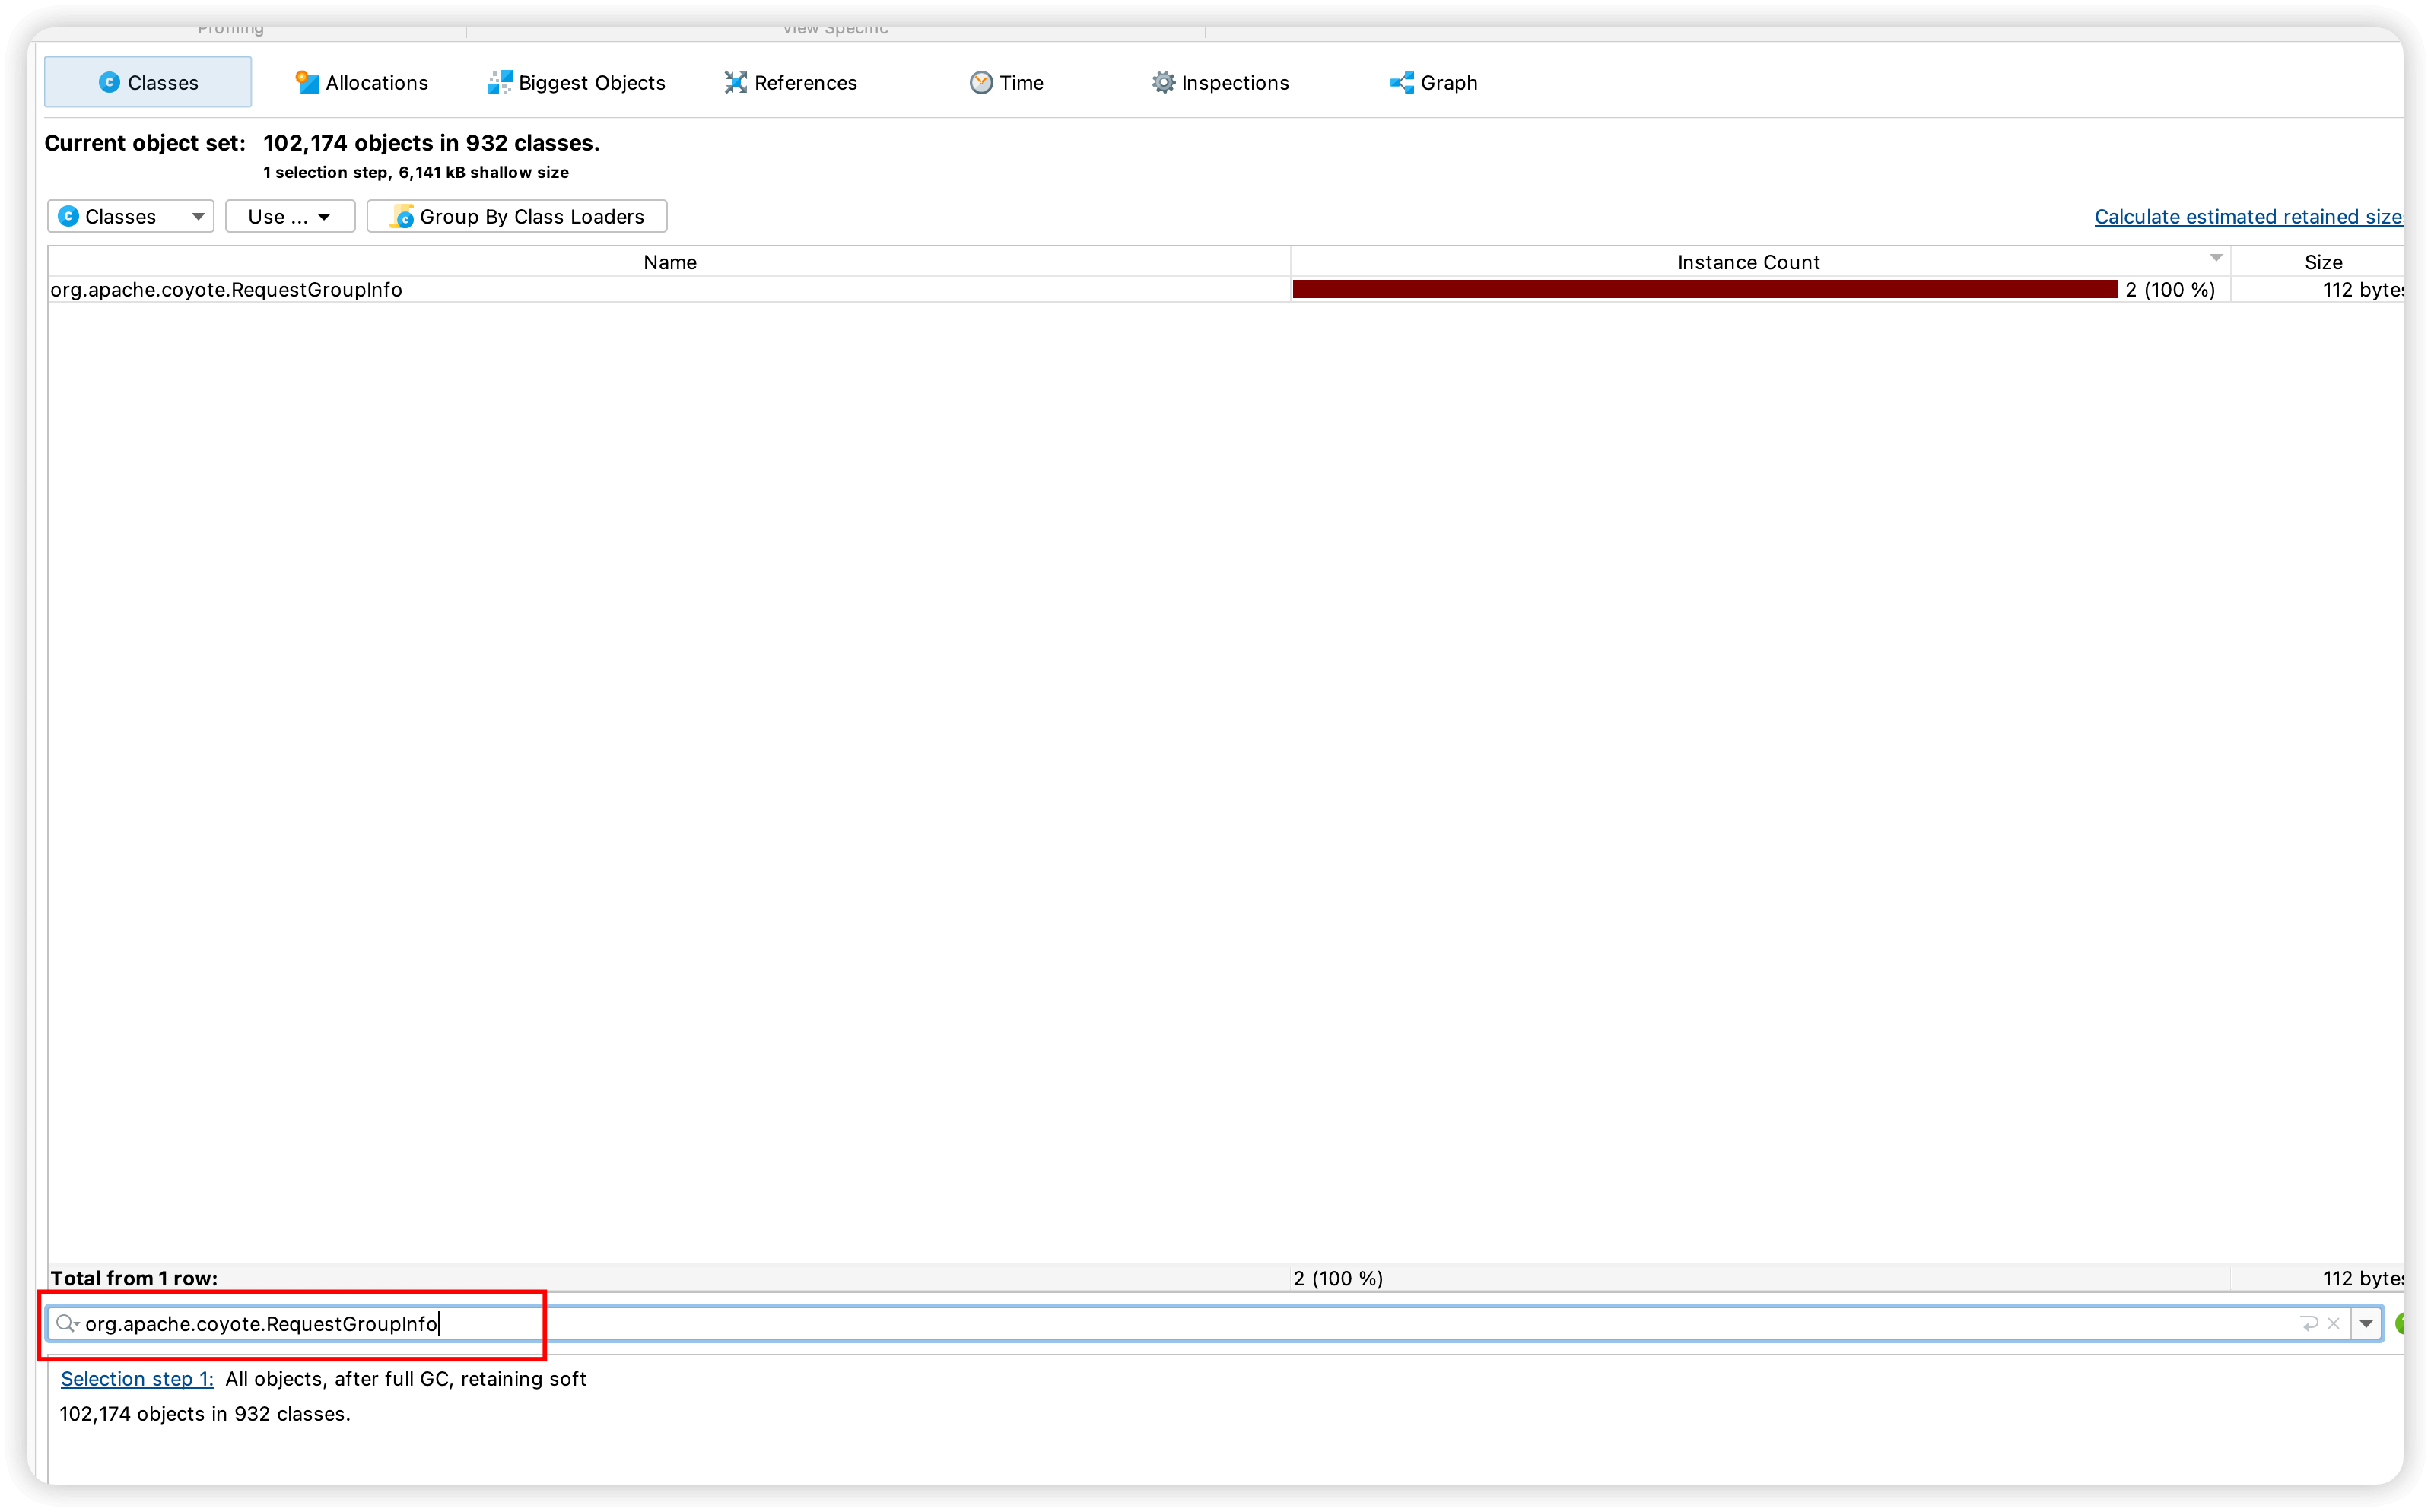 Profiling View Specific
Classes Allocations Biggest Objects References Time Inspections Graph
Current object set: 102,174 objects in 932 classes.
1 selection step, 6,141 kB shallow size
Classes Use ... Group By Class Loaders Calculate estimated retained size
Name Instance Count Size
org.apache.coyote.RequestGroupInfo 2 (100 %) 112 bytes
Total from 1 row: 2 (100 %) 112 bytes
org.apache.coyote.RequestGroupInfo
Selection step 1: All objects, after full GC, retaining soft
102,174 objects in 932 classes.